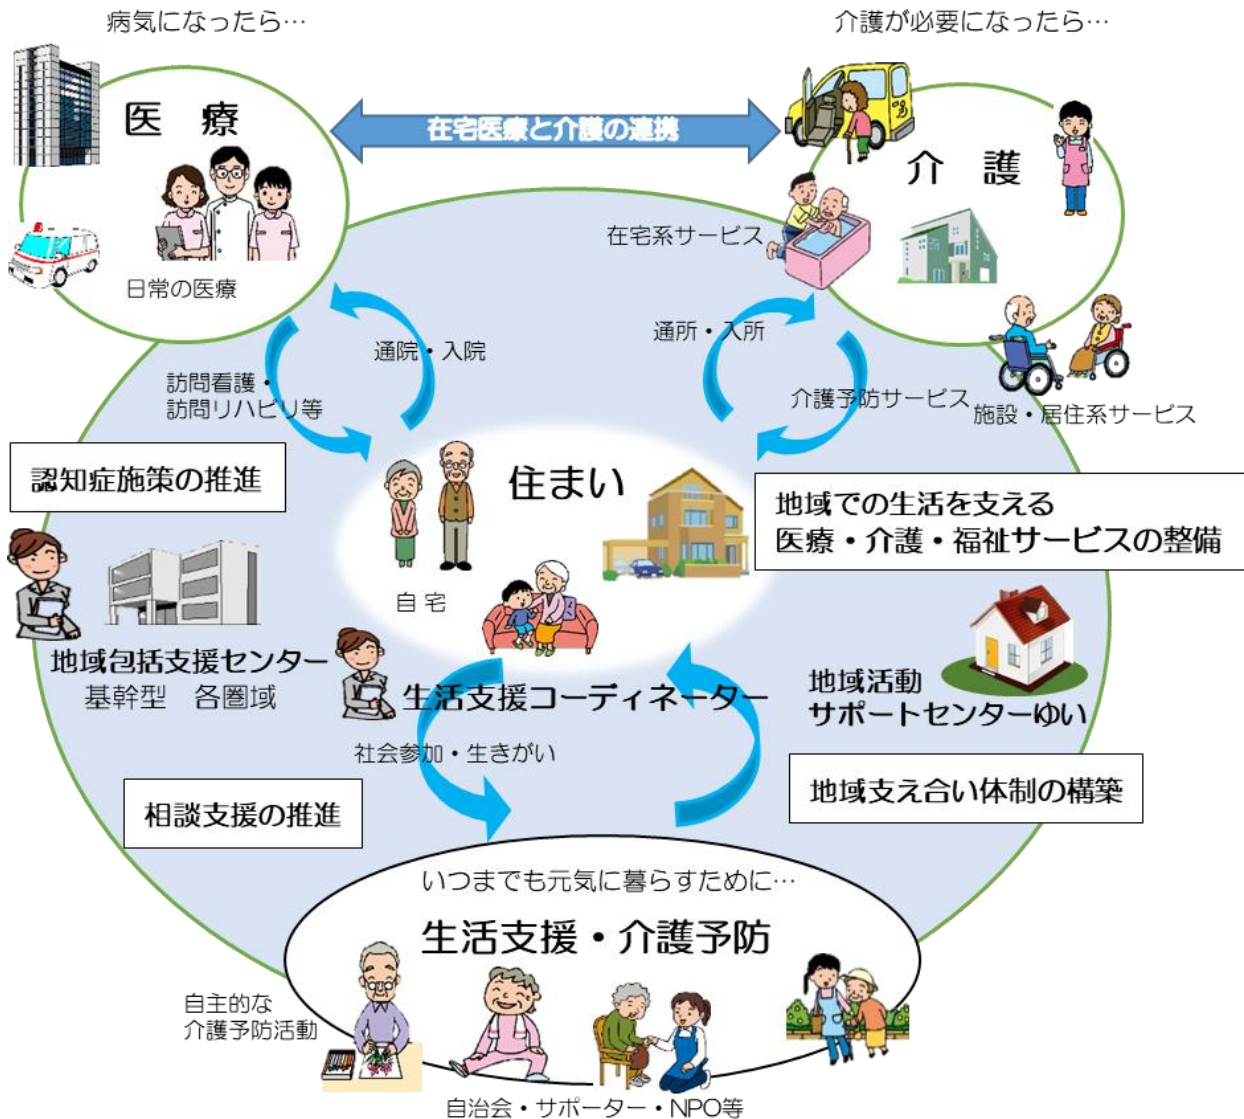 病気になったら…
介護が必要になったら…
医　療
在宅医療と介護の連携
介　護
在宅系サービス
日常の医療
通院・入院
通所・入所
訪問看護・
訪問リハビリ等
介護予防サービス
施設・居住系サービス
認知症施策の推進
住まい
地域での生活を支える
医療・介護・福祉サービスの整備
自 宅
地域包括支援センター
基幹型　各圏域
生活支援コーディネーター
地域活動
サポートセンターゆい
社会参加・生きがい
相談支援の推進
地域支え合い体制の構築
いつまでも元気に暮らすために…
生活支援・介護予防
自主的な
介護予防活動
自治会・サポーター・NPO等